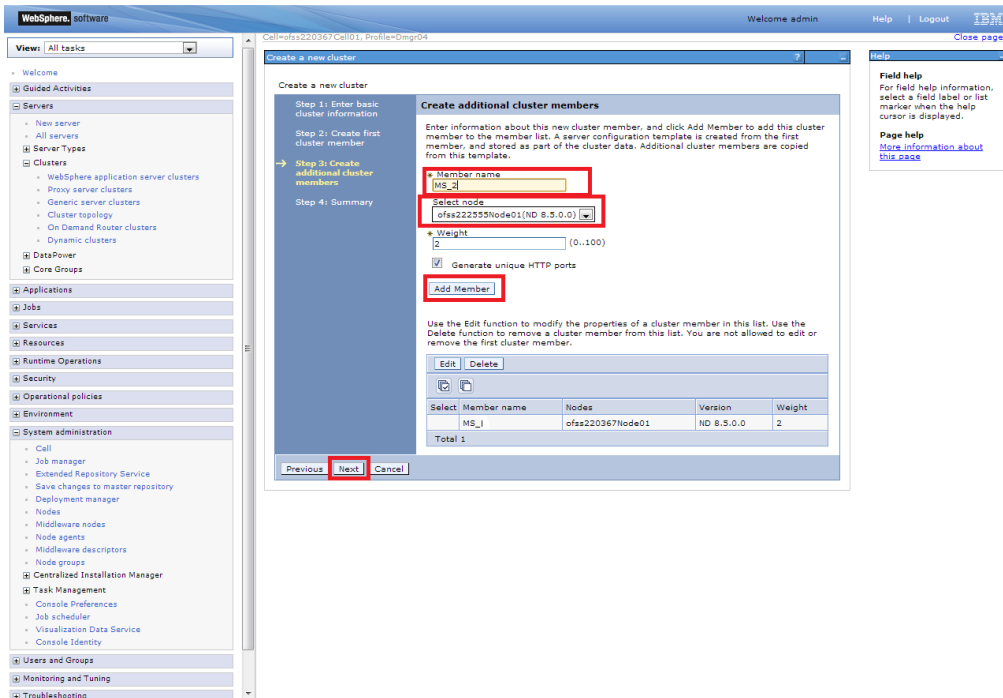 WebSphere. software
Welcome admin
Help | Logout
IBM
View: All tasks
Cell=ofss220367Cell01, Profile=Dmgr04
Close page
Welcome
Guided Activities
Servers
New server
All servers
Server Types
Clusters
WebSphere application server clusters
Proxy server clusters
Generic server clusters
Cluster topology
On Demand Router clusters
Dynamic clusters
DataPower
Core Groups
Applications
Jobs
Services
Resources
Runtime Operations
Security
Operational policies
Environment
System administration
Cell
Job manager
Extended Repository Service
Save changes to master repository
Deployment manager
Nodes
Middleware nodes
Node agents
Middleware descriptors
Node groups
Centralized Installation Manager
Task Management
Console Preferences
Job scheduler
Visualization Data Service
Console Identity
Users and Groups
Monitoring and Tuning
Troubleshooting
Create a new cluster
? –
Create a new cluster
Step 1: Enter basic
cluster information
Step 2: Create first
cluster member
Step 3: Create
additional cluster
members
Step 4: Summary
Create additional cluster members
Enter information about this new cluster member, and click Add Member to add this cluster
member to the member list. A server configuration template is created from the first
member, and stored as part of the cluster data. Additional cluster members are copied
from this template.
* Member name
MS_2
Select node
ofss222555Node01(ND 8.5.0.0)
* Weight
2 (0..100)
Generate unique HTTP ports
Add Member
Use the Edit function to modify the properties of a cluster member in this list. Use the
Delete function to remove a cluster member from this list. You are not allowed to edit or
remove the first cluster member.
Edit Delete
Select Member name Nodes Version Weight
MS_I ofss220367Node01 ND 8.5.0.0 2
Total 1
Previous Next Cancel
Help
Field help
For field help information,
select a field label or list
marker when the help
cursor is displayed.
Page help
More information about
this page